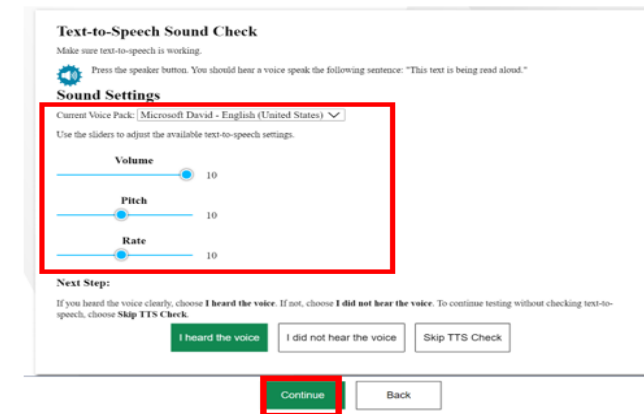 Text-to-Speech Sound Check
Make sure text-to-speech is working.
Press the speaker button. You should hear a voice speak the following sentence: "This text is being read aloud."
Sound Settings
Current Voice Pack: Microsoft David - English (United States)
Use the sliders to adjust the available text-to-speech settings.
Volume
10
Pitch
10
Rate
10
Next Step:
If you heard the voice clearly, choose I heard the voice. If not, choose I did not hear the voice. To continue testing without checking text-to-
speech, choose Skip TTS Check.
I heard the voice I did not hear the voice Skip TTS Check
Continue Back